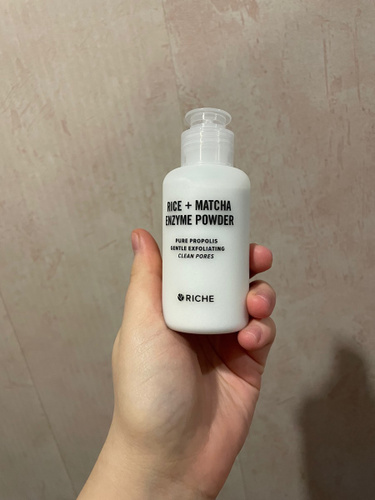 RICE + MATCHA
ENZYME POWDER
PURE PROPOLIS
GENTLE EXFOLIATING
CLEAN PORES
RICHE